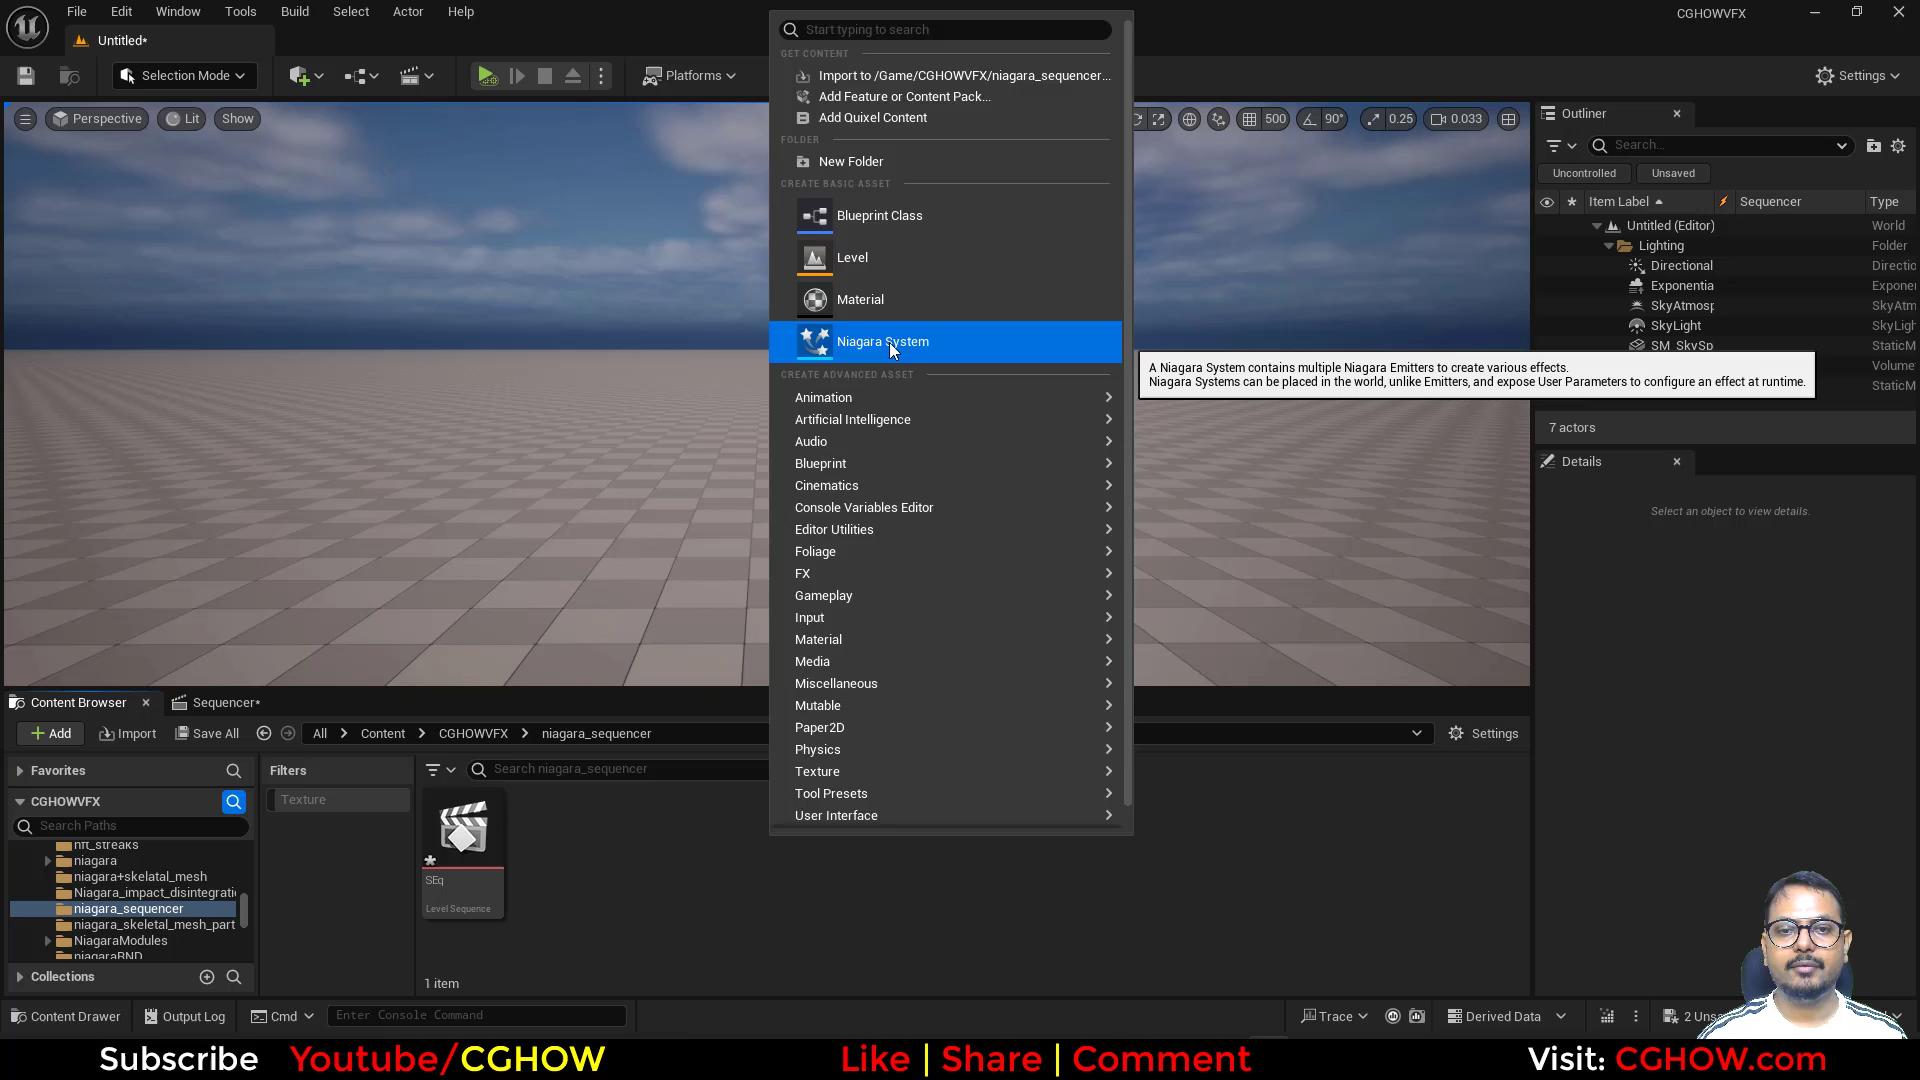 File Edit Window Tools Build Select Actor Help
CGHOWVFX
Untitled*
Selection Mode
Platforms
Settings
Perspective
Lit
Show
500
90°
0.25
0.033
Start typing to search
GET CONTENT
Import to /Game/CGHOWVFX/niagara_sequencer...
Add Feature or Content Pack...
Add Quixel Content
FOLDER
New Folder
CREATE BASIC ASSET
Blueprint Class
Level
Material
Niagara System
CREATE ADVANCED ASSET
Animation
Artificial Intelligence
Audio
Blueprint
Cinematics
Console Variables Editor
Editor Utilities
Foliage
FX
Gameplay
Input
Material
Media
Miscellaneous
Mutable
Paper2D
Physics
Texture
Tool Presets
User Interface
A Niagara System contains multiple Niagara Emitters to create various effects.
Niagara Systems can be placed in the world, unlike Emitters, and expose User Parameters to configure an effect at runtime.
Outliner
Search...
Uncontrolled
Unsaved
Item Label Sequencer Type
Untitled (Editor) World
Lighting Folder
Directional Directio
Exponentia Exponer
SkyAtmosp SkyAtm
SkyLight SkyLigh
SM_SkySp StaticM
Volume
StaticM
7 actors
Details
Select an object to view details.
Content Browser
Sequencer*
Add
Import
Save All
All
Content
CGHOWVFX
niagara_sequencer
Settings
Favorites
CGHOWVFX
Search Paths
nft_streaks
niagara
niagara+skelatal_mesh
Niagara_impact_disintegrati
niagara_sequencer
niagara_skeletal_mesh_part
NiagaraModules
niagaraBND
Collections
Filters
Texture
Search niagara_sequencer
SEq
Level Sequence
1 item
Content Drawer
Output Log
Cmd
Enter Console Command
Trace
Derived Data
2 Uns
Subscribe Youtube/CGHOW
Like | Share | Comment
Visit: CGHOW.com